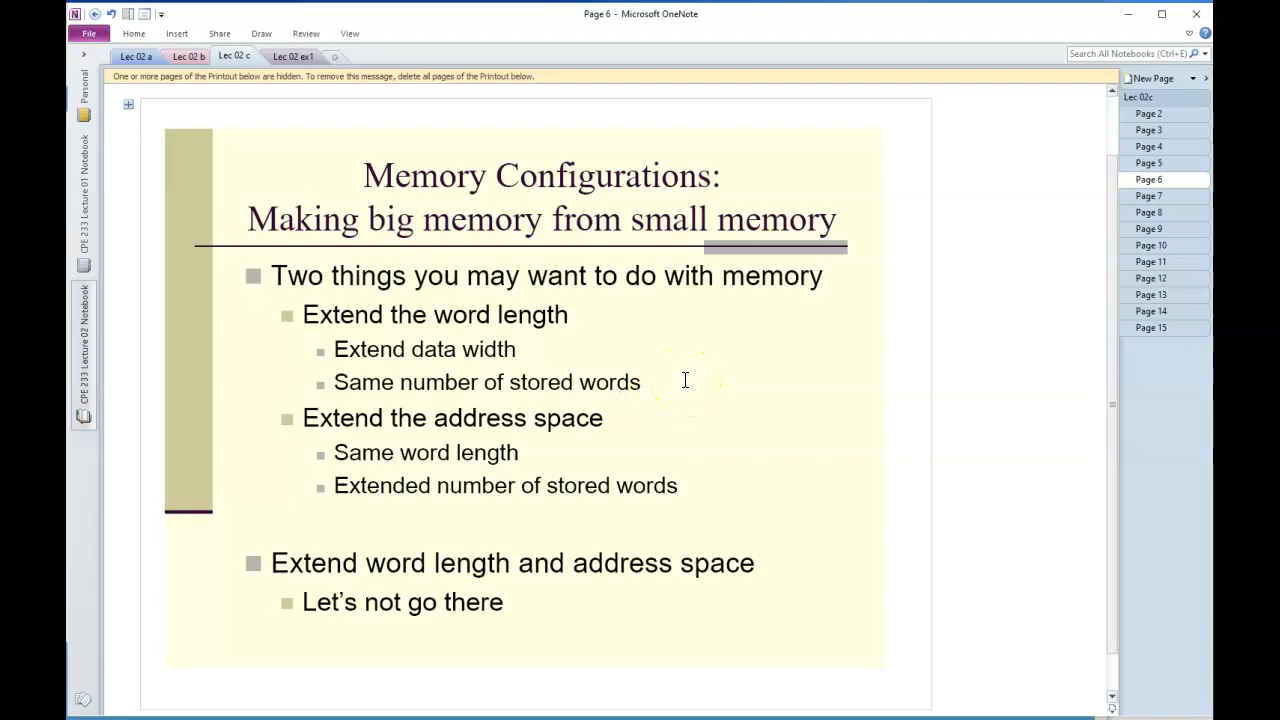 Page 6 - Microsoft OneNote
File Home Insert Share Draw Review View
Lec 02 a Lec 02 b Lec 02 c Lec 02 ex1
Search All Notebooks (Ctrl+E)
One or more pages of the Printout below are hidden. To remove this message, delete all pages of the Printout below.
New Page
Personal
CPE 233 Lecture 01 Notebook
CPE 233 Lecture 02 Notebook
Memory Configurations:
Making big memory from small memory
Two things you may want to do with memory
Extend the word length
Extend data width
Same number of stored words
Extend the address space
Same word length
Extended number of stored words
Extend word length and address space
Let's not go there
Lec 02c
Page 2
Page 3
Page 4
Page 5
Page 6
Page 7
Page 8
Page 9
Page 10
Page 11
Page 12
Page 13
Page 14
Page 15